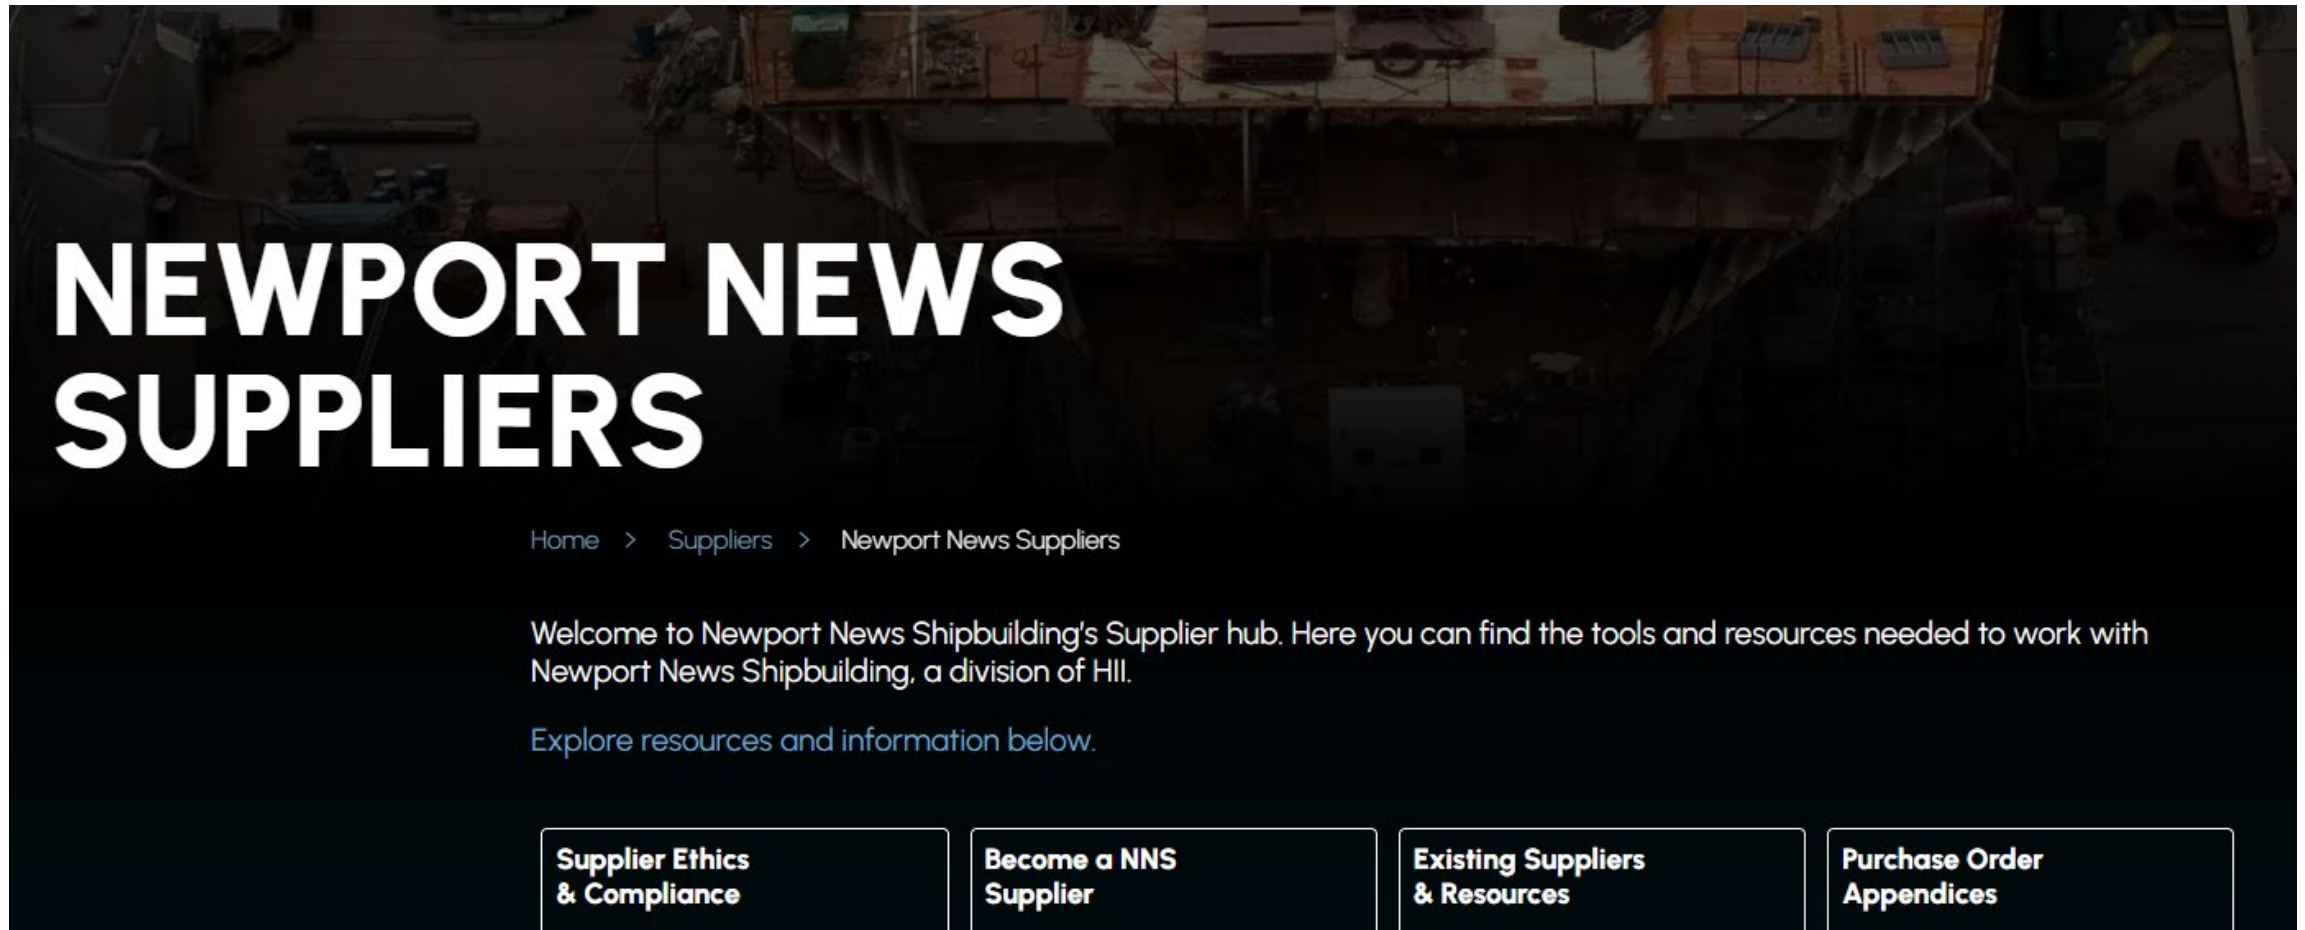 NEWPORT NEWS
SUPPLIERS
Home > Suppliers > Newport News Suppliers
Welcome to Newport News Shipbuilding's Supplier hub. Here you can find the tools and resources needed to work with
Newport News Shipbuilding, a division of HII.
Explore resources and information below.
Supplier Ethics
& Compliance
Become a NNS
Supplier
Existing Suppliers
& Resources
Purchase Order
Appendices